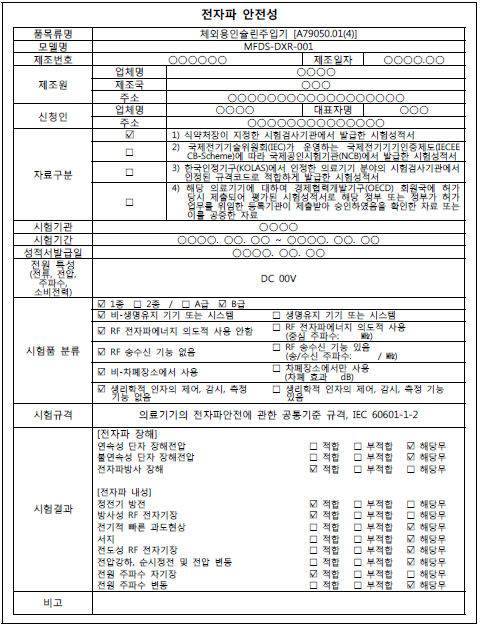 전자파 안전성
품목류명 체외용인슐린주입기 [A79050.01(4)]
모델명 MFDS-DXR-001
제조번호 ○○○○○○ 제조일자 ○○○○.○○
제조원 업체명 ○○○○
제조국 ○○○
주소 ○○○○○○○○○○○○○○○○○○
신청인 업체명 ○○○○ 대표자명 ○○○
주소 ○○○○○○○○○○○○○○
자료구분
☑ 1) 식약처장이 지정한 시험검사기관에서 발급한 시험성적서
□ 2) 국제전기기술위원회(IEC)가 운영하는 국제전기기기인증제도(IECEE
CB-Scheme)에 따라 국제공인시험기관(NCB)에서 발급한 시험성적서
□ 3) 한국인정기구(KOLAS)에서 인정한 의료기기 분야의 시험검사기관에서
인정된 규격코드로 적합하게 발급한 시험성적서
□ 4) 해당 의료기기에 대하여 경제협력개발기구(OECD) 회원국에 허가
당시 제출되어 평가된 시험성적서로 해당 정부 또는 정부가 허가
업무를 위임한 등록기관이 제출받아 승인하였음을 확인한 자료 또는
이를 공증한 자료
시험기관 ○○○○
시험기간 ○○○○. ○○. ○○ ~ ○○○○. ○○. ○○
성적서발급일 ○○○○. ○○. ○○
전원 특성
(전류, 전압,
주파수,
소비전력)
DC 00V
시험품 분류
☑ 1종 □ 2종 / □ A급 ☑ B급
☑ 비-생명유지 기기 또는 시스템 □ 생명유지 기기 또는 시스템
☑ RF 전자파에너지 의도적 사용 안함 □ RF 전자파에너지 의도적 사용
(중심 주파수: ㎒)
☑ RF 송수신 기능 없음 □ RF 송수신 기능 있음
(송/수신 주파수: / ㎒)
☑ 비-차폐장소에서 사용 □ 차폐장소에서만 사용
(차폐 효과 dB)
☑ 생리학적 인자의 제어, 감시, 측정 □ 생리학적 인자의 제어, 감시, 측정 기능
기능 없음 있음
시험규격 의료기기의 전자파안전에 관한 공통기준 규격, IEC 60601-1-2
시험결과
[전자파 장해]
연속성 단자 장해전압 □ 적합 □ 부적합 ☑ 해당무
불연속성 단자 장해전압 □ 적합 □ 부적합 ☑ 해당무
전자파방사 장해 ☑ 적합 □ 부적합 □ 해당무
[전자파 내성]
정전기 방전 ☑ 적합 □ 부적합 □ 해당무
방사성 RF 전자기장 ☑ 적합 □ 부적합 □ 해당무
전기적 빠른 과도현상 □ 적합 □ 부적합 ☑ 해당무
서지 □ 적합 □ 부적합 ☑ 해당무
전도성 RF 전자기장 □ 적합 □ 부적합 ☑ 해당무
전압강하, 순시정전 및 전압 변동 □ 적합 □ 부적합 ☑ 해당무
전원 주파수 자기장 ☑ 적합 □ 부적합 □ 해당무
전원 주파수 변동 □ 적합 □ 부적합 ☑ 해당무
비고